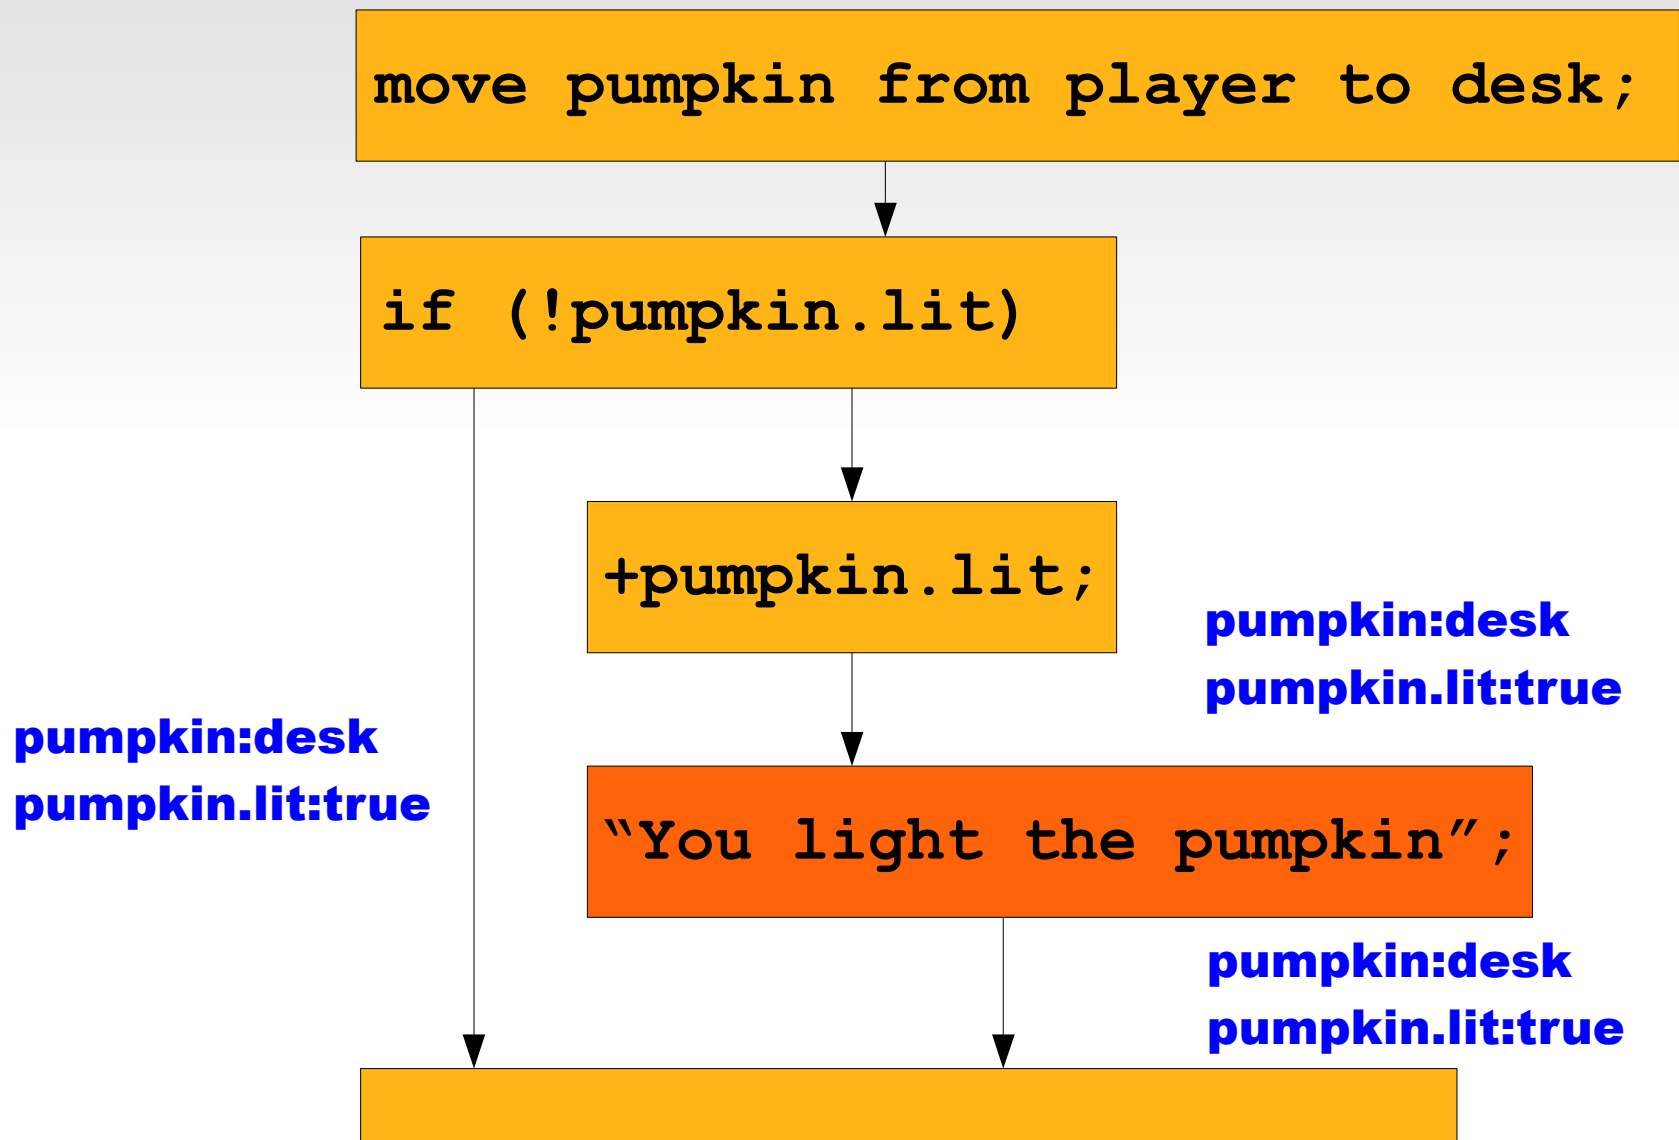 move pumpkin from player to desk;
if (!pumpkin.lit)
+pumpkin.lit;
pumpkin:desk
pumpkin.lit:true
pumpkin:desk
pumpkin.lit:true
“You light the pumpkin”;
pumpkin:desk
pumpkin.lit:true